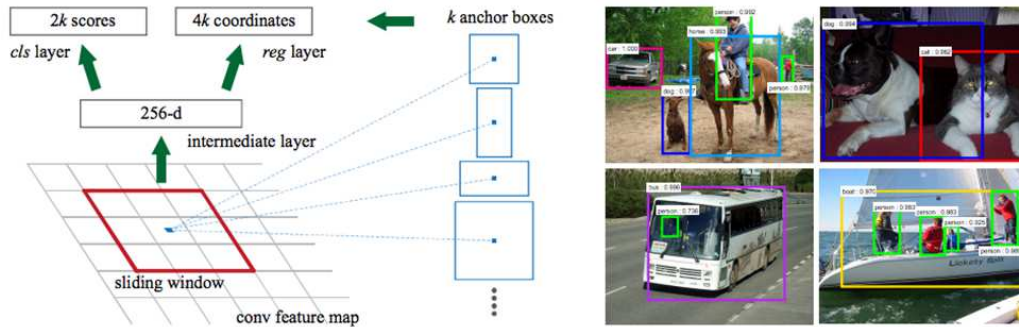 2k scores
4k coordinates
k anchor boxes
cls layer
reg layer
256-d
intermediate layer
sliding window
conv feature map
person : 0.992
horse : 0.993
car : 1.000
dog : 0.997
person : 0.979
dog : 0.994
cat : 0.982
bus : 0.996
person : 0.736
boat : 0.970
person : 0.983
person : 0.983
person : 0.925
person : 0.989